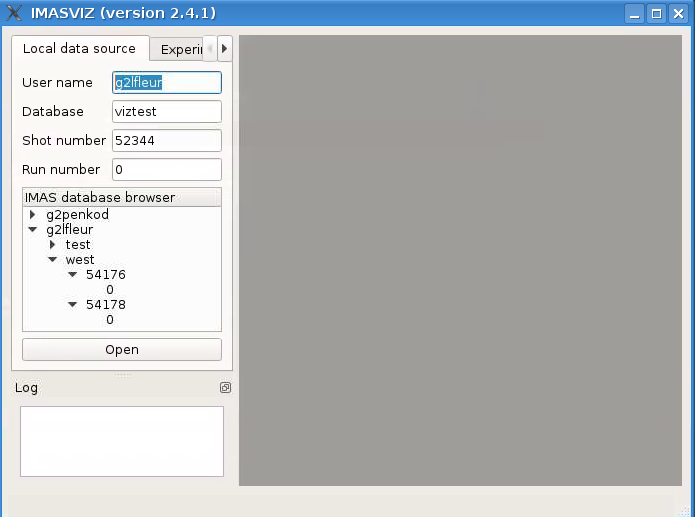 IMASVIZ (version 2.4.1)
Local data source
User name g2lfleur
Database viztest
Shot number 52344
Run number 0
IMAS database browser
g2penkod
g2lfleur
test
west
54176
0
54178
0
Open
Log